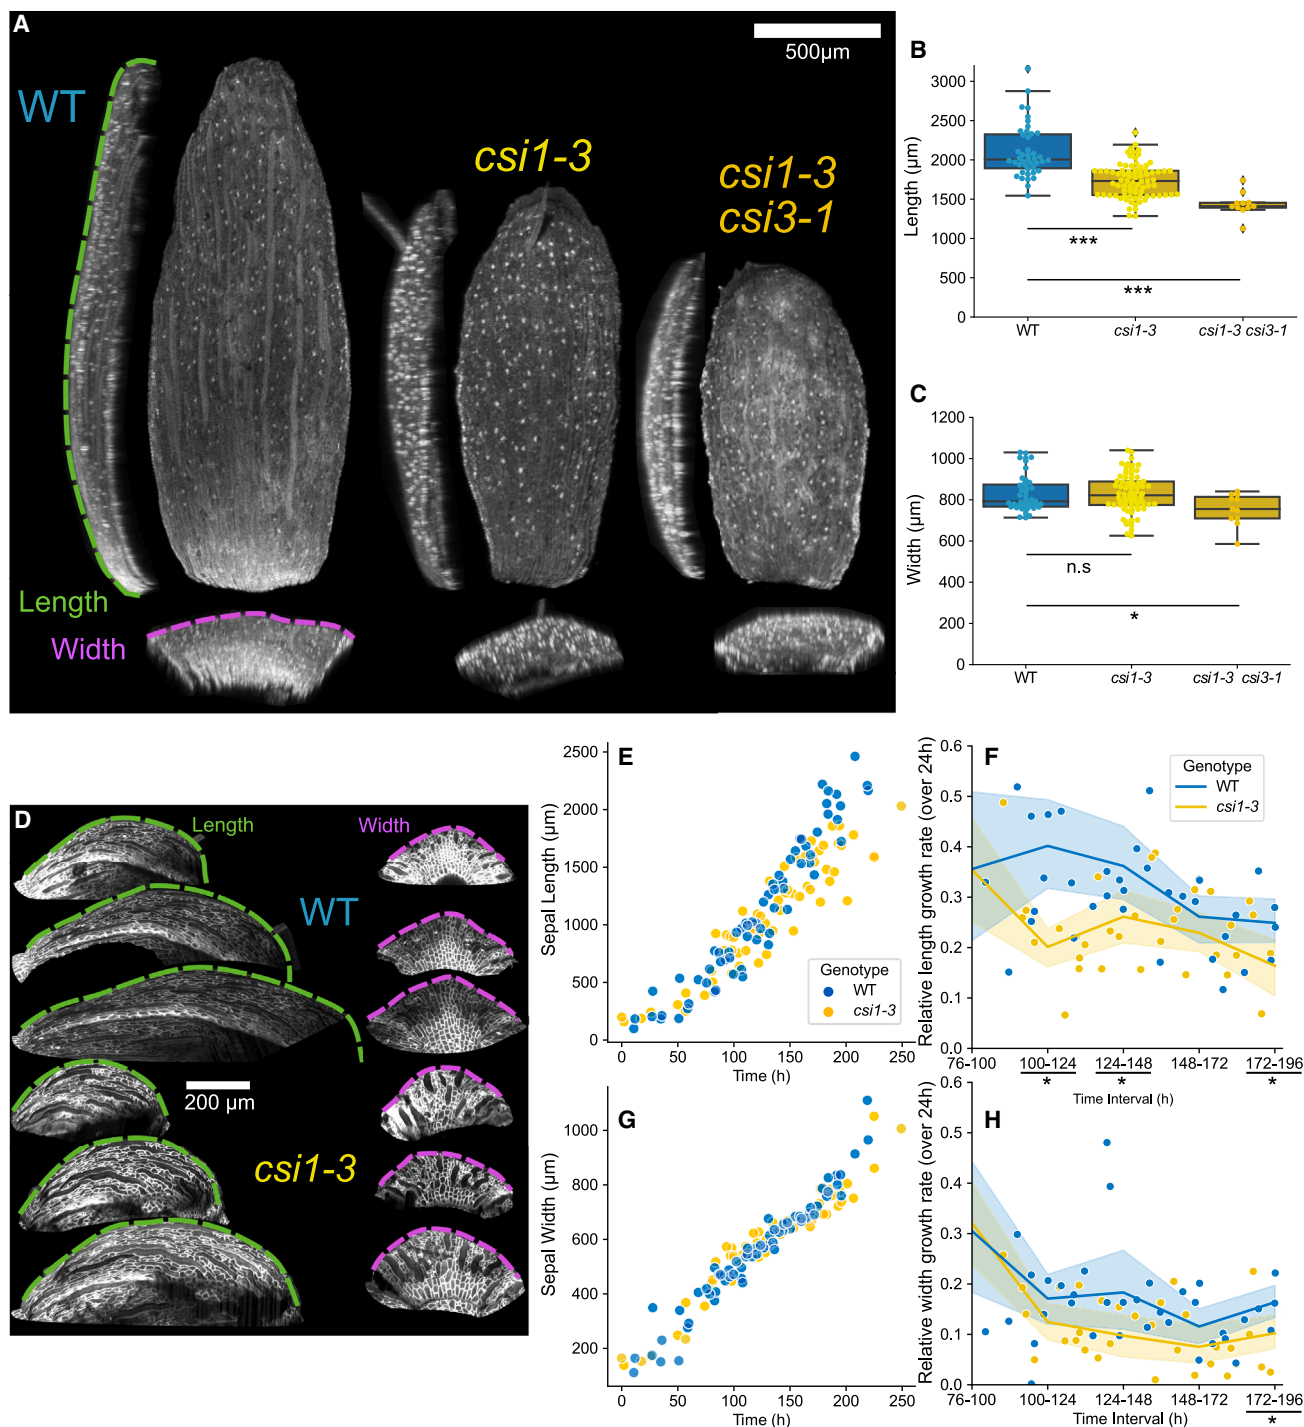 A
500µm
WT
csi1-3
csi1-3
csi3-1
Length
Width
B
Length (µm)
3000
2500
2000
1500
1000
500
0
***
***
WT
csi1-3
csi1-3 csi3-1
C
Width (µm)
1200
1000
800
600
400
200
0
n.s
*
WT
csi1-3
csi1-3 csi3-1
D
Length
Width
WT
200 µm
csi1-3
E
Sepal Length (µm)
2500
2000
1500
1000
500
0
Genotype
WT
csi1-3
0 50 100 150 200 250
Time (h)
F
Relative length growth rate (over 24h)
0.6
0.5
0.4
0.3
0.2
0.1
0.0
Genotype
WT
csi1-3
76-100 100-124 124-148 148-172 172-196
* * *
Time Interval (h)
G
Sepal Width (µm)
1000
800
600
400
200
0 50 100 150 200 250
Time (h)
H
Relative width growth rate (over 24h)
0.6
0.5
0.4
0.3
0.2
0.1
0.0
76-100 100-124 124-148 148-172 172-196
Time Interval (h)
*